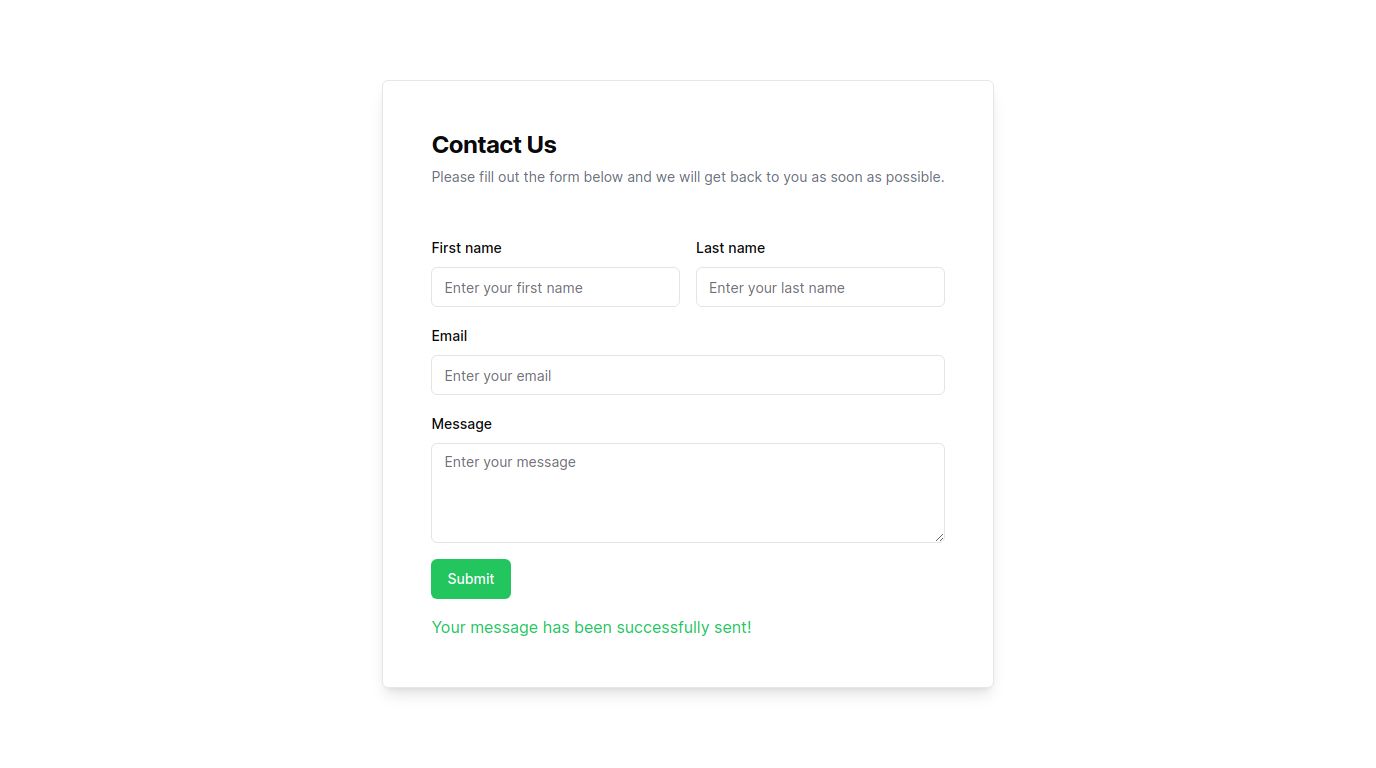 Contact Us
Please fill out the form below and we will get back to you as soon as possible.
First name
Last name
Enter your first name
Enter your last name
Email
Enter your email
Message
Enter your message
Submit
Your message has been successfully sent!